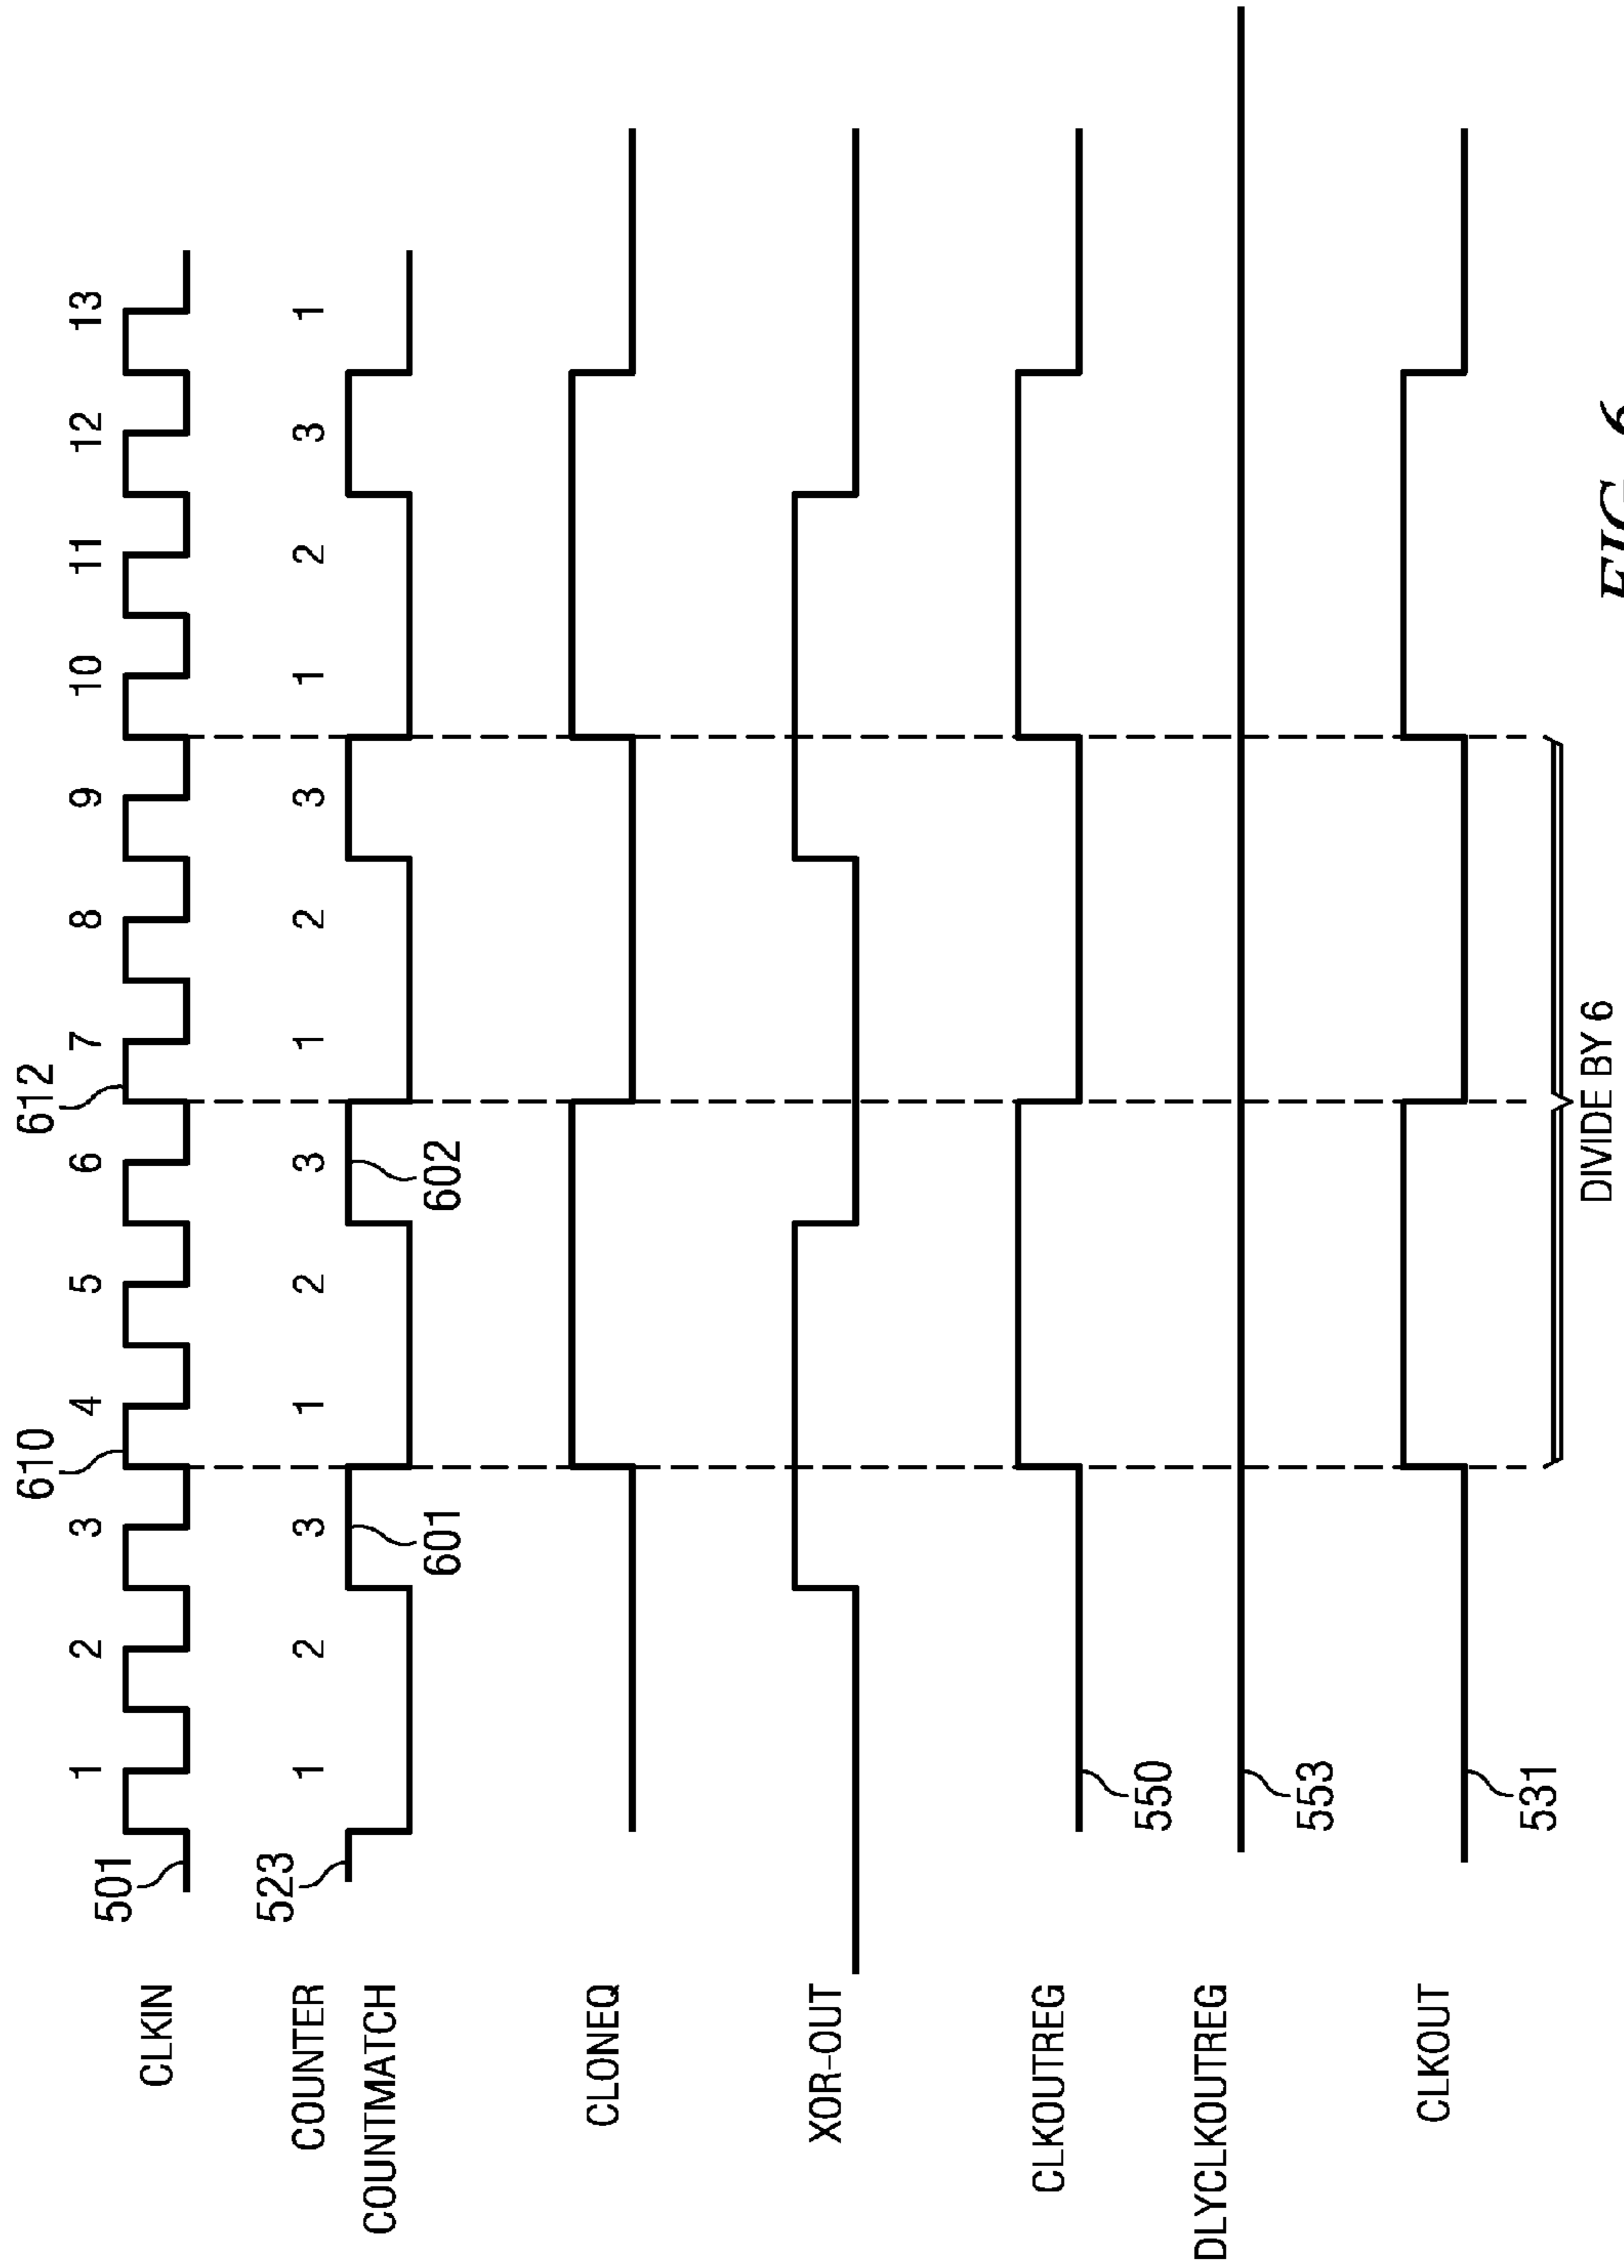 610 612
1 2 3 4 5 6 7 8 9 10 11 12 13
501
CLKIN
523
COUNTER 1 2 3 1 2 3 1 2 3 1 2 3 1
COUNTMATCH
601 602
CLONEQ
XOR-OUT
CLKOUTREG
550
DLYCLKOUTREG
553
CLKOUT
531
DIVIDE BY 6
FIG. 6